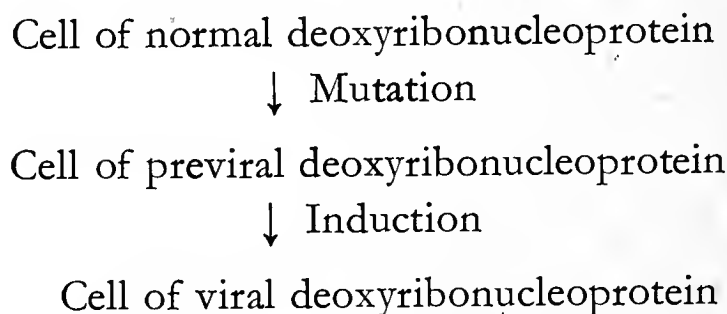 Cell of normal deoxyribonucleoprotein
↓ Mutation
Cell of previral deoxyribonucleoprotein
↓ Induction
Cell of viral deoxyribonucleoprotein